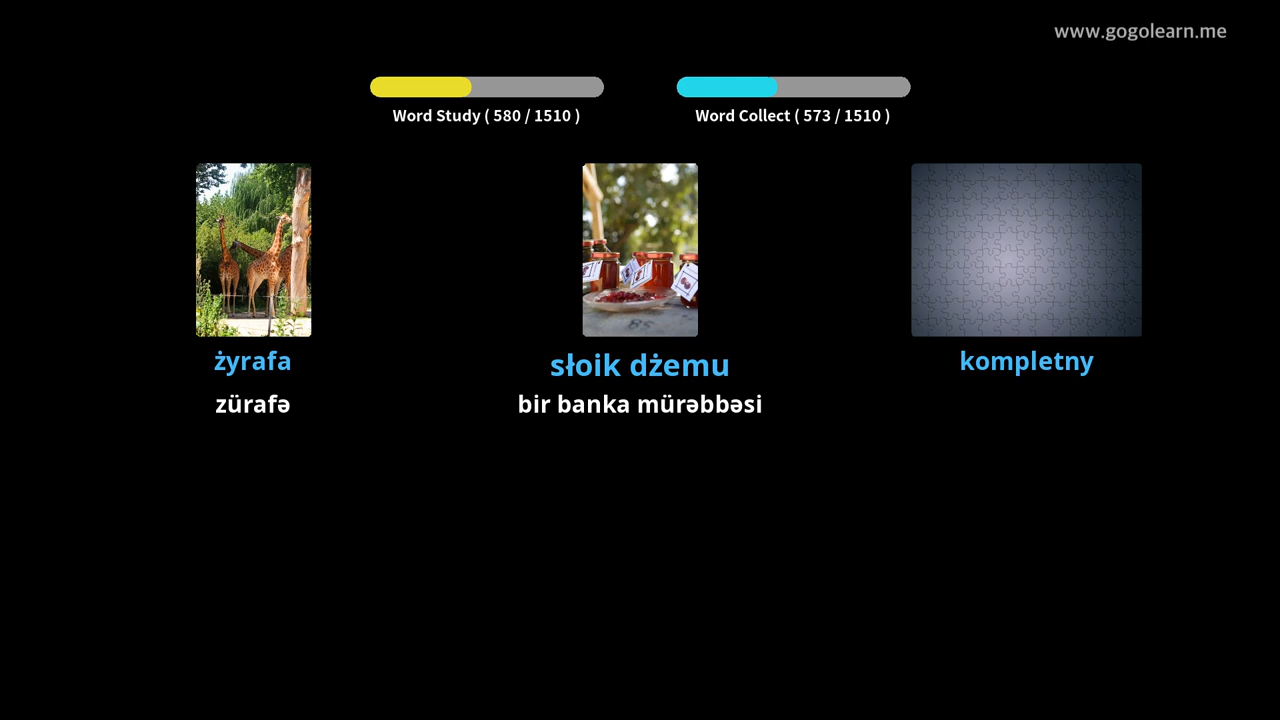 www.gogolearn.me
Word Study ( 580 / 1510 )
Word Collect ( 573 / 1510 )
żyrafa
zürafə
słoik dżemu
bir banka mürəbbəsi
kompletny